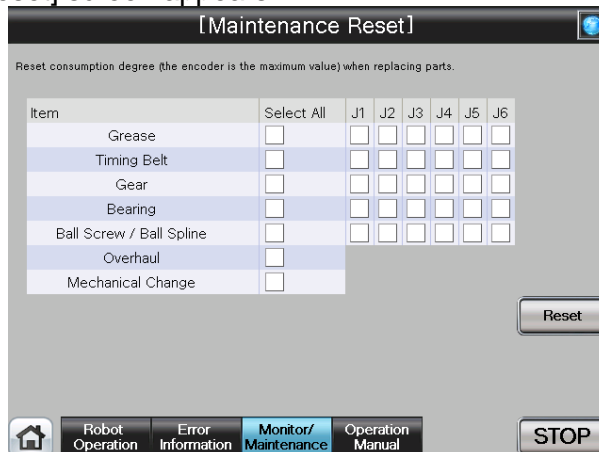 [Maintenance Reset]
Reset consumption degree (the encoder is the maximum value) when replacing parts.
Item Select All J1 J2 J3 J4 J5 J6
Grease
Timing Belt
Gear
Bearing
Ball Screw / Ball Spline
Overhaul
Mechanical Change
Reset
Robot Operation
Error Information
Monitor/ Maintenance
Operation Manual
STOP